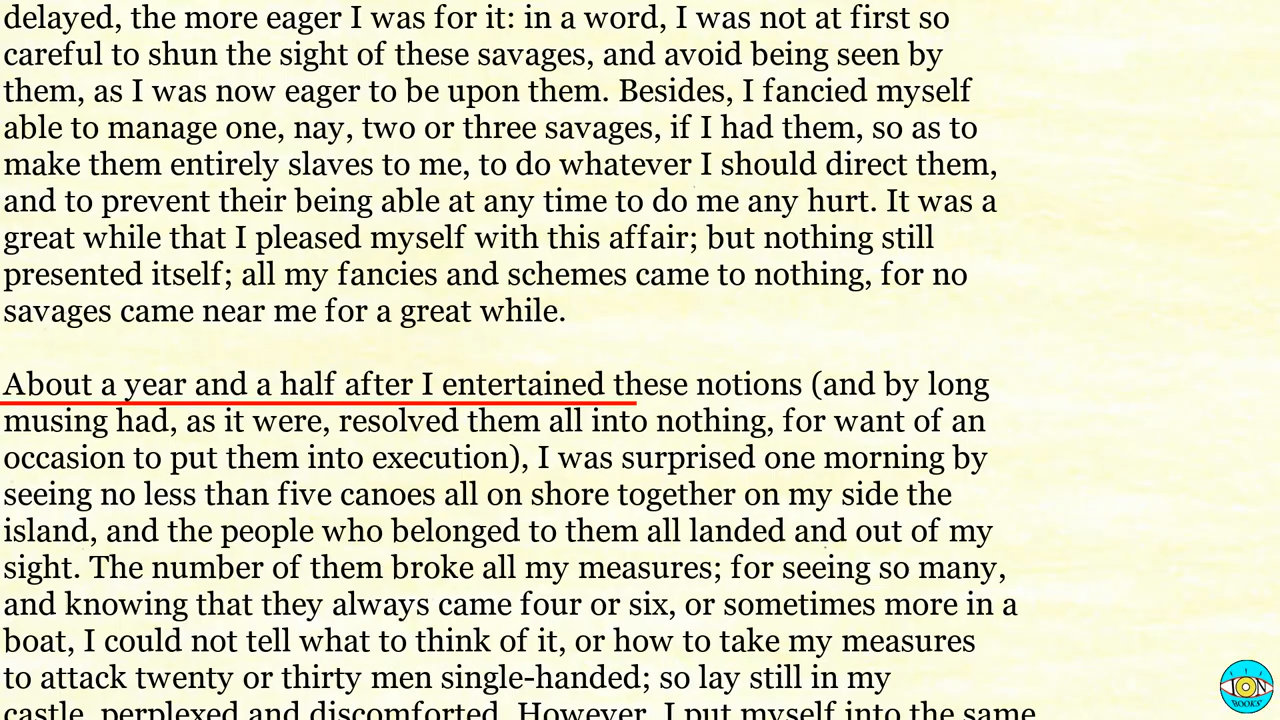 delayed, the more eager I was for it: in a word, I was not at first so
careful to shun the sight of these savages, and avoid being seen by
them, as I was now eager to be upon them. Besides, I fancied myself
able to manage one, nay, two or three savages, if I had them, so as to
make them entirely slaves to me, to do whatever I should direct them,
and to prevent their being able at any time to do me any hurt. It was a
great while that I pleased myself with this affair; but nothing still
presented itself; all my fancies and schemes came to nothing, for no
savages came near me for a great while.
About a year and a half after I entertained these notions (and by long
musing had, as it were, resolved them all into nothing, for want of an
occasion to put them into execution), I was surprised one morning by
seeing no less than five canoes all on shore together on my side the
island, and the people who belonged to them all landed and out of my
sight. The number of them broke all my measures; for seeing so many,
and knowing that they always came four or six, or sometimes more in a
boat, I could not tell what to think of it, or how to take my measures
to attack twenty or thirty men single-handed; so lay still in my
castle, perplexed and discomforted. However, I put myself into the same
ION
BOOKS